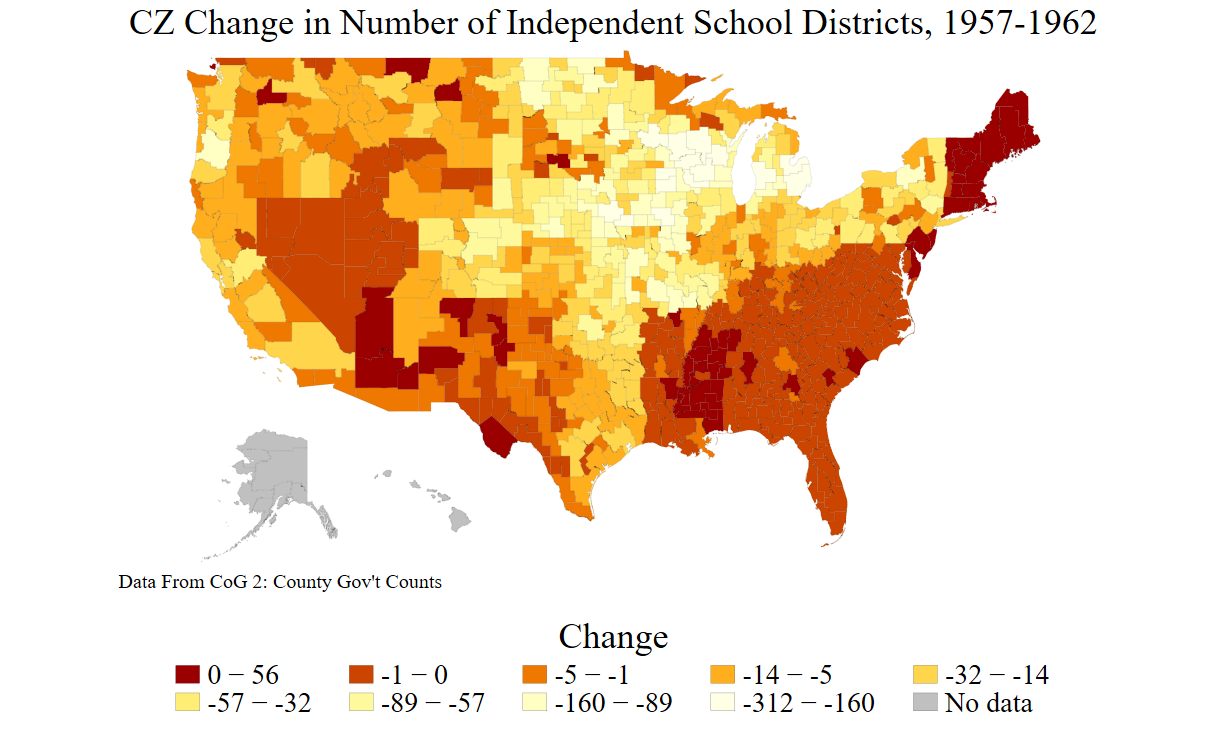 CZ Change in Number of Independent School Districts, 1957-1962
Data From CoG 2: County Gov't Counts
Change
0 − 56 -1 − 0 -5 − -1 -14 − -5 -32 − -14
-57 − -32 -89 − -57 -160 − -89 -312 − -160 No data